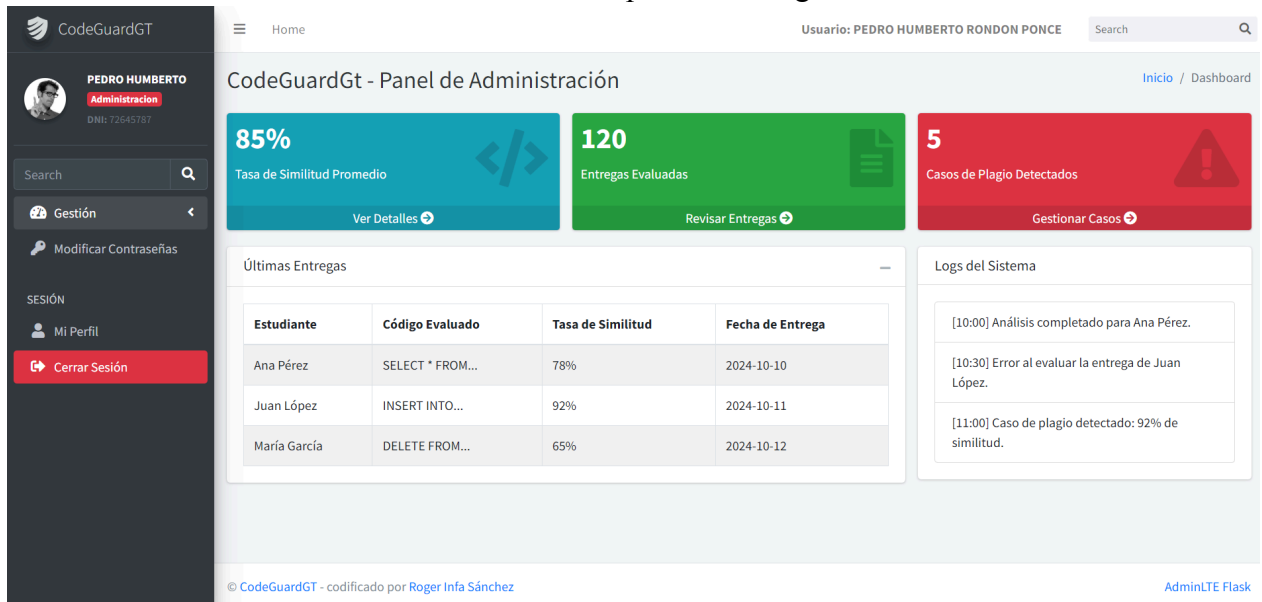 CodeGuardGT
Home
Usuario: PEDRO HUMBERTO RONDON PONCE
Search
PEDRO HUMBERTO
Administracion
DNI: 72645787
Search
Gestión
Modificar Contraseñas
SESIÓN
Mi Perfil
Cerrar Sesión
CodeGuardGt - Panel de Administración
Inicio / Dashboard
85%
Tasa de Similitud Promedio
Ver Detalles
120
Entregas Evaluadas
Revisar Entregas
5
Casos de Plagio Detectados
Gestionar Casos
Últimas Entregas
Estudiante Código Evaluado Tasa de Similitud Fecha de Entrega
Ana Pérez SELECT * FROM... 78% 2024-10-10
Juan López INSERT INTO... 92% 2024-10-11
María García DELETE FROM... 65% 2024-10-12
Logs del Sistema
[10:00] Análisis completado para Ana Pérez.
[10:30] Error al evaluar la entrega de Juan
López.
[11:00] Caso de plagio detectado: 92% de
similitud.
© CodeGuardGT - codificado por Roger Infa Sánchez
AdminLTE Flask